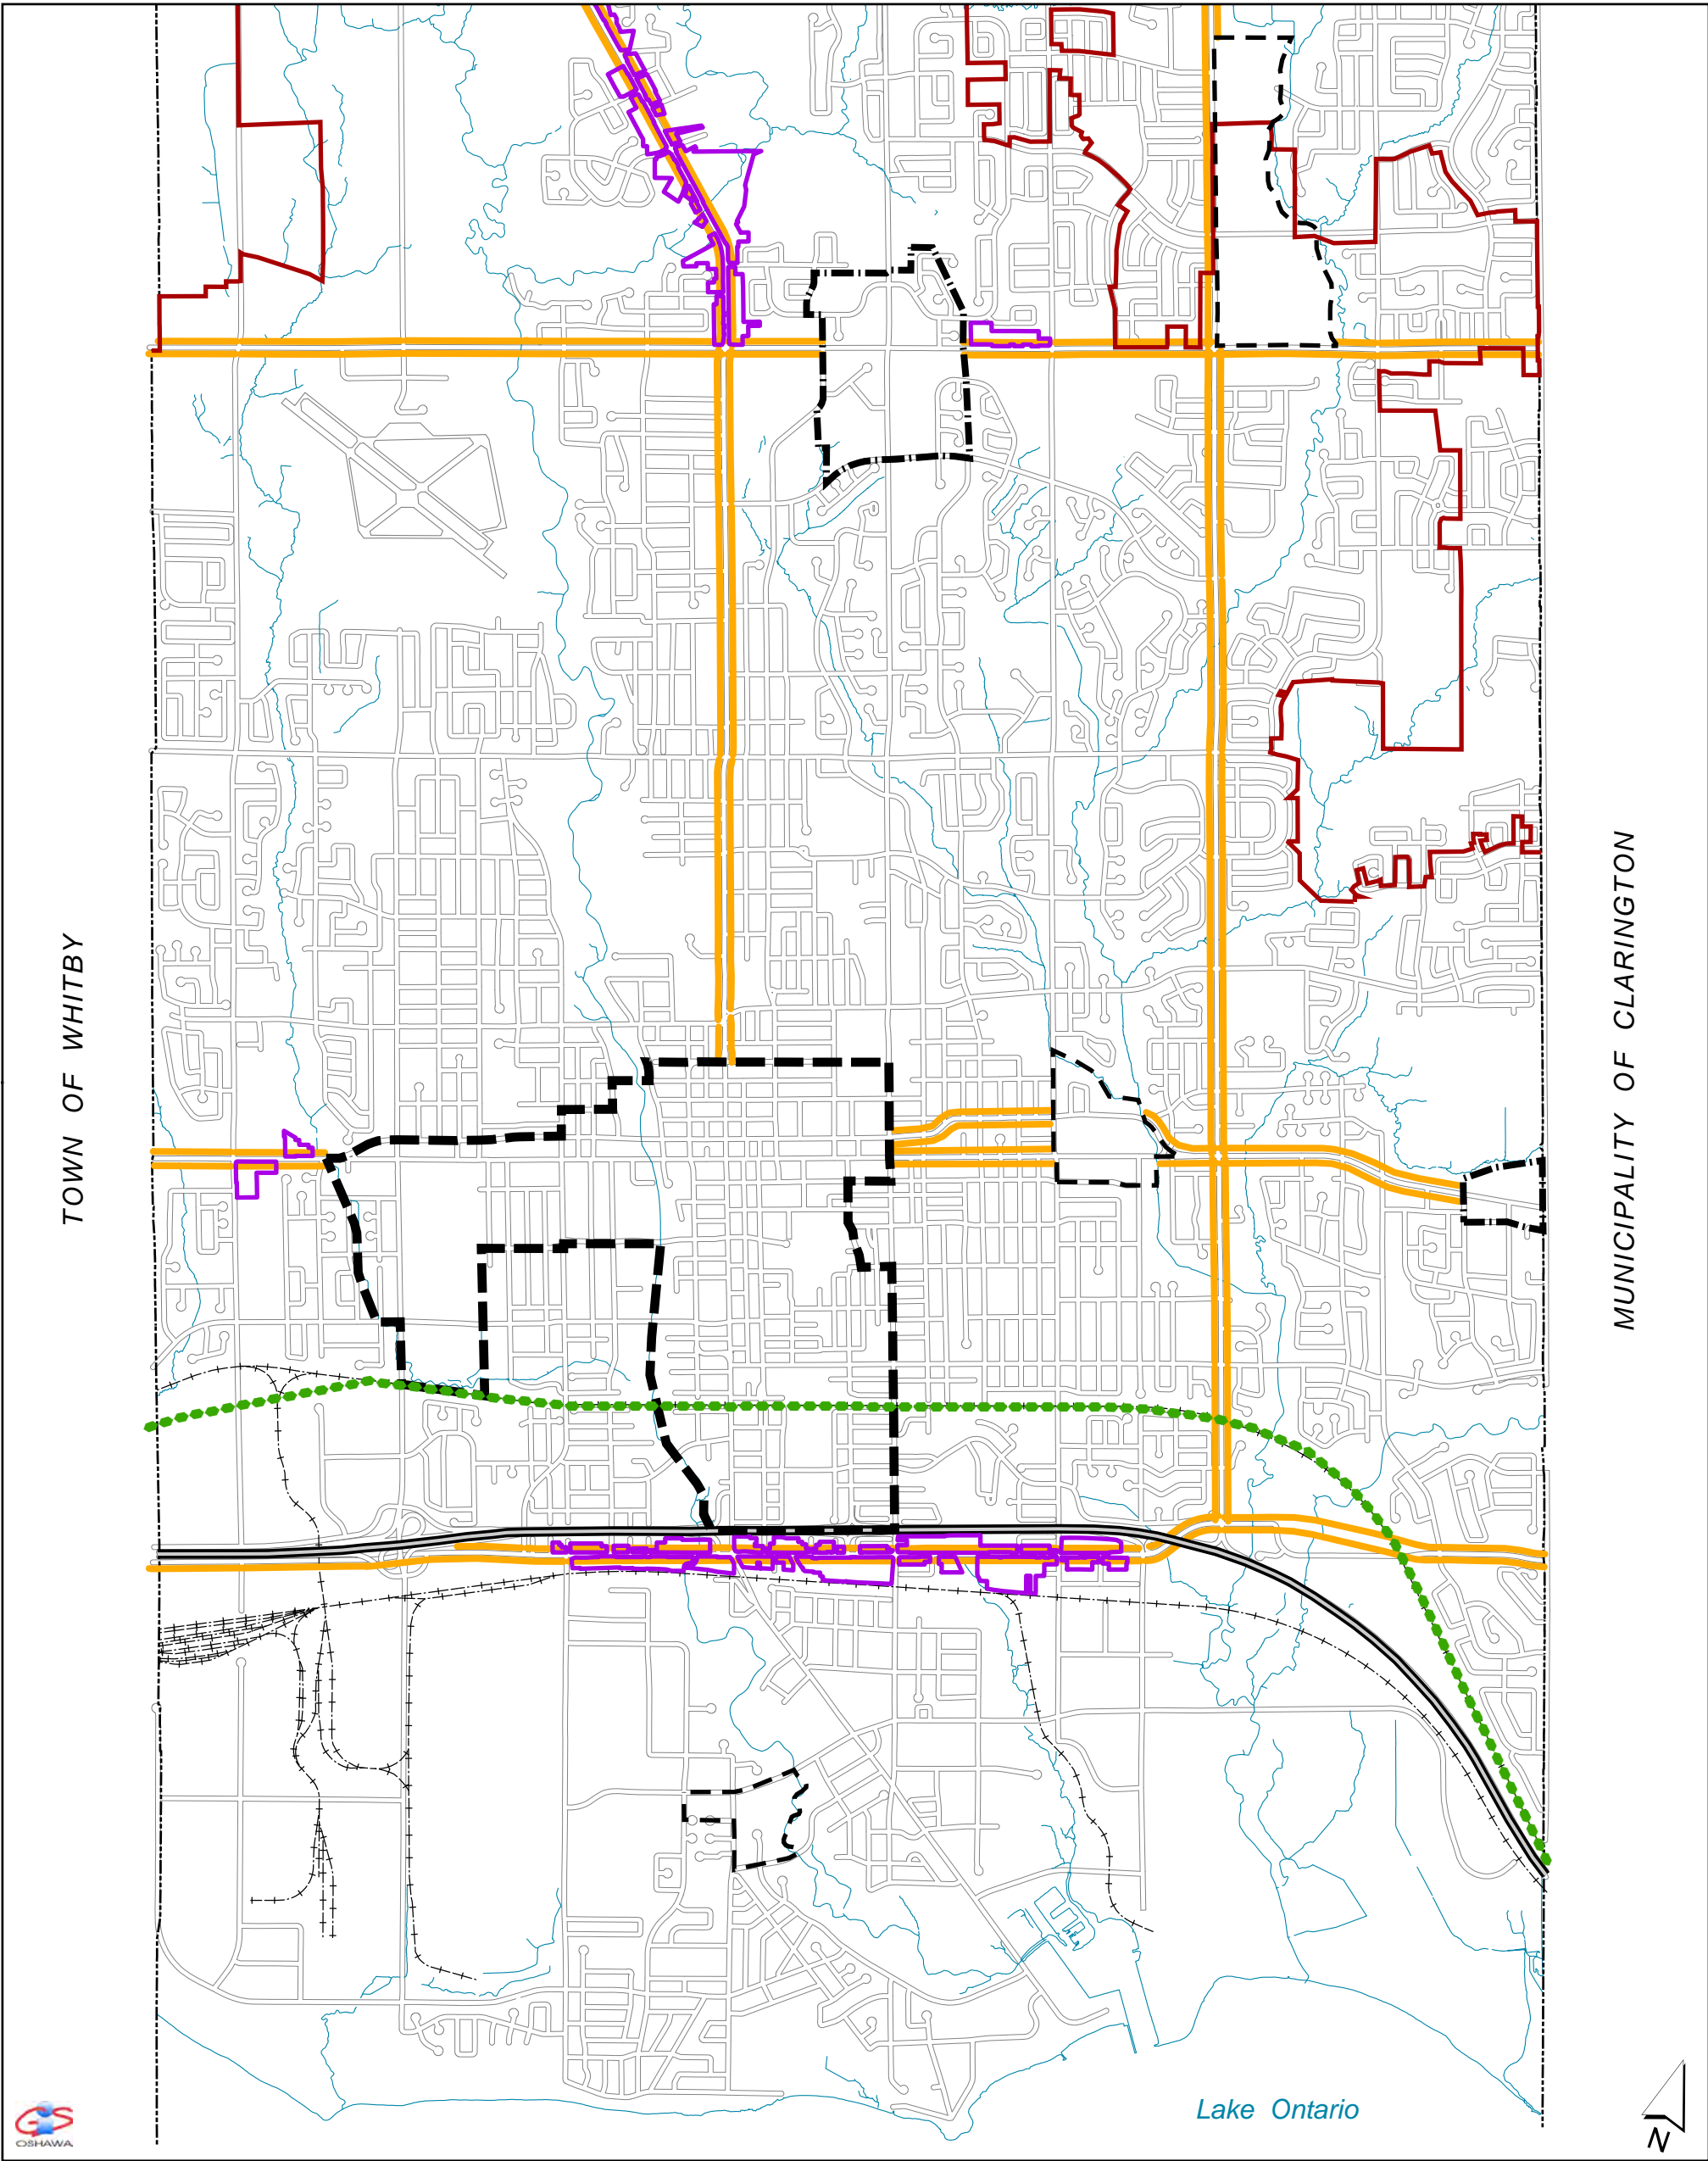 TOWN OF WHITBY
MUNICIPALITY OF CLARINGTON
Lake Ontario
GIS
OSHAWA
N